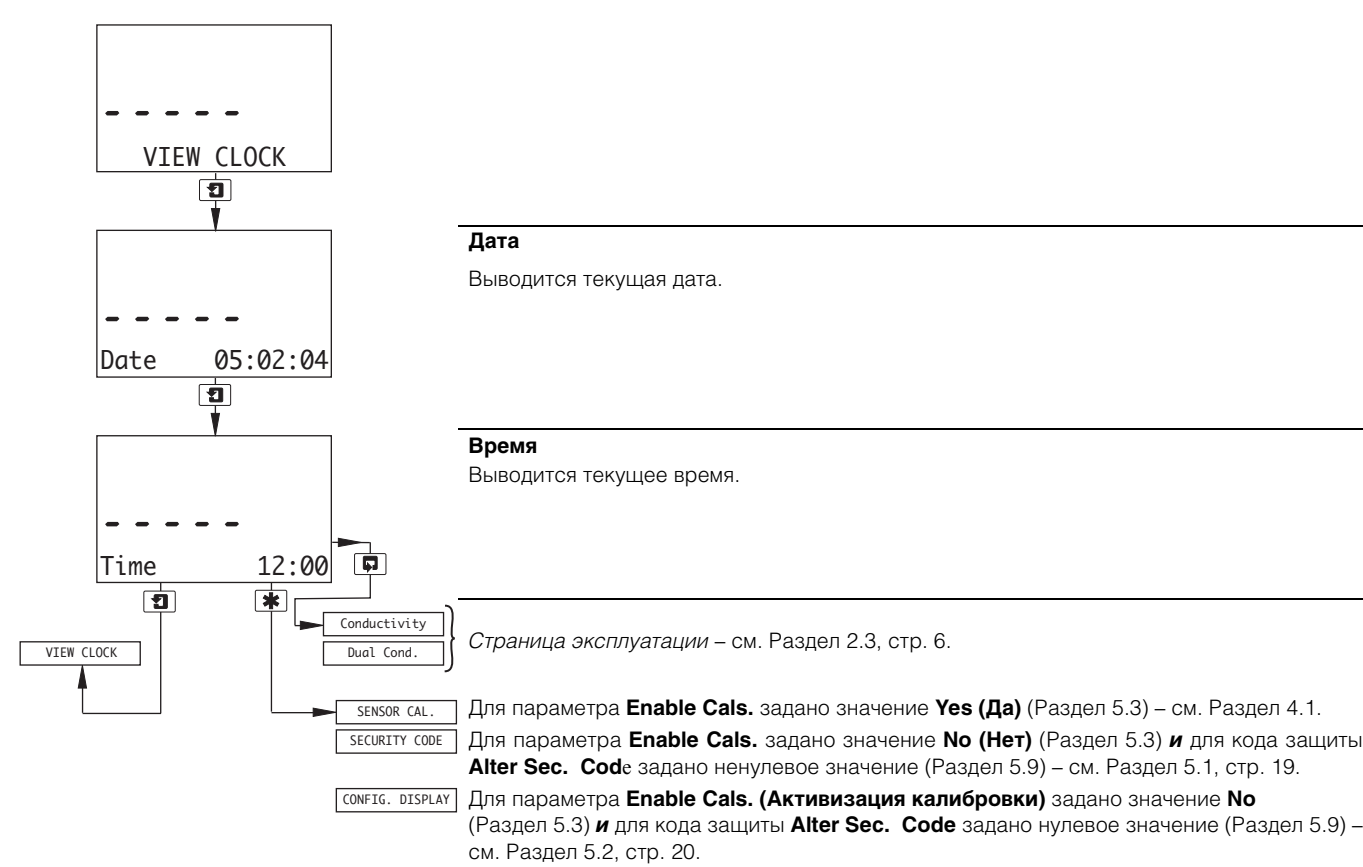 VIEW CLOCK
Дата
Выводится текущая дата.
Date 05:02:04
Время
Выводится текущее время.
Time 12:00
Conductivity
Dual Cond.
Страница эксплуатации – см. Раздел 2.3, стр. 6.
VIEW CLOCK
SENSOR CAL.
Для параметра Enable Cals. задано значение Yes (Да) (Раздел 5.3) – см. Раздел 4.1.
SECURITY CODE
Для параметра Enable Cals. задано значение No (Нет) (Раздел 5.3) и для кода защиты
Alter Sec. Code задано ненулевое значение (Раздел 5.9) – см. Раздел 5.1, стр. 19.
CONFIG. DISPLAY
Для параметра Enable Cals. (Активизация калибровки) задано значение No
(Раздел 5.3) и для кода защиты Alter Sec. Code задано нулевое значение (Раздел 5.9) –
см. Раздел 5.2, стр. 20.